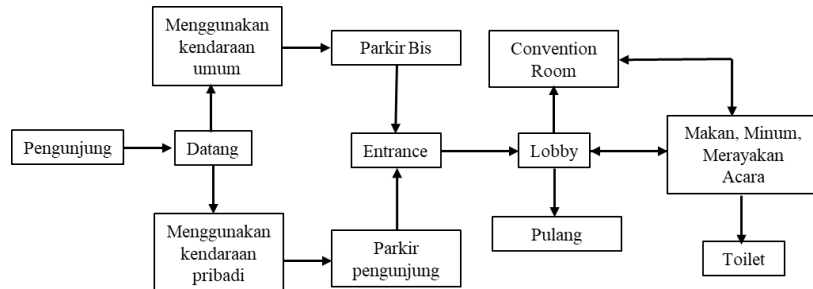 Menggunakan
kendaraan
umum
Parkir Bis
Convention
Room
Pengunjung
Datang
Entrance
Lobby
Makan, Minum,
Merayakan
Acara
Menggunakan
kendaraan
pribadi
Parkir
pengunjung
Pulang
Toilet